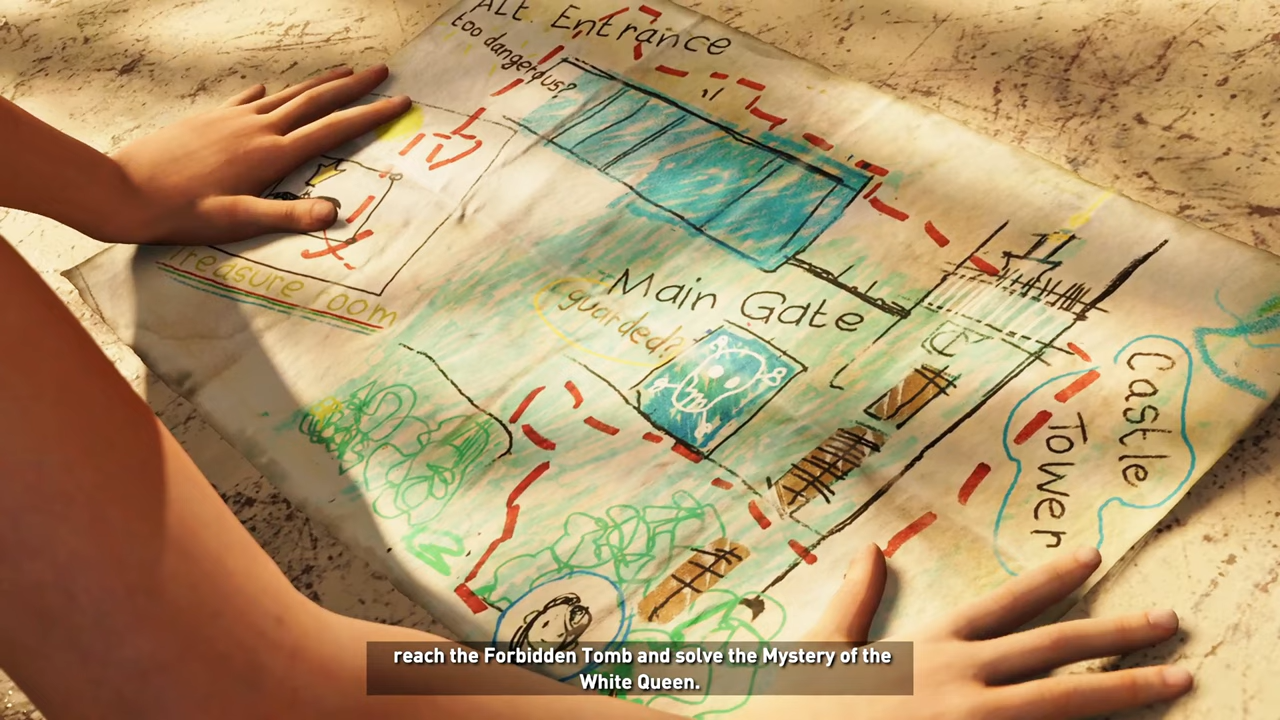 ALt. Entrance
too dangerous?
Treasure room
Main Gate
(guarded?)
Castle
Tower
reach the Forbidden Tomb and solve the Mystery of the
White Queen.